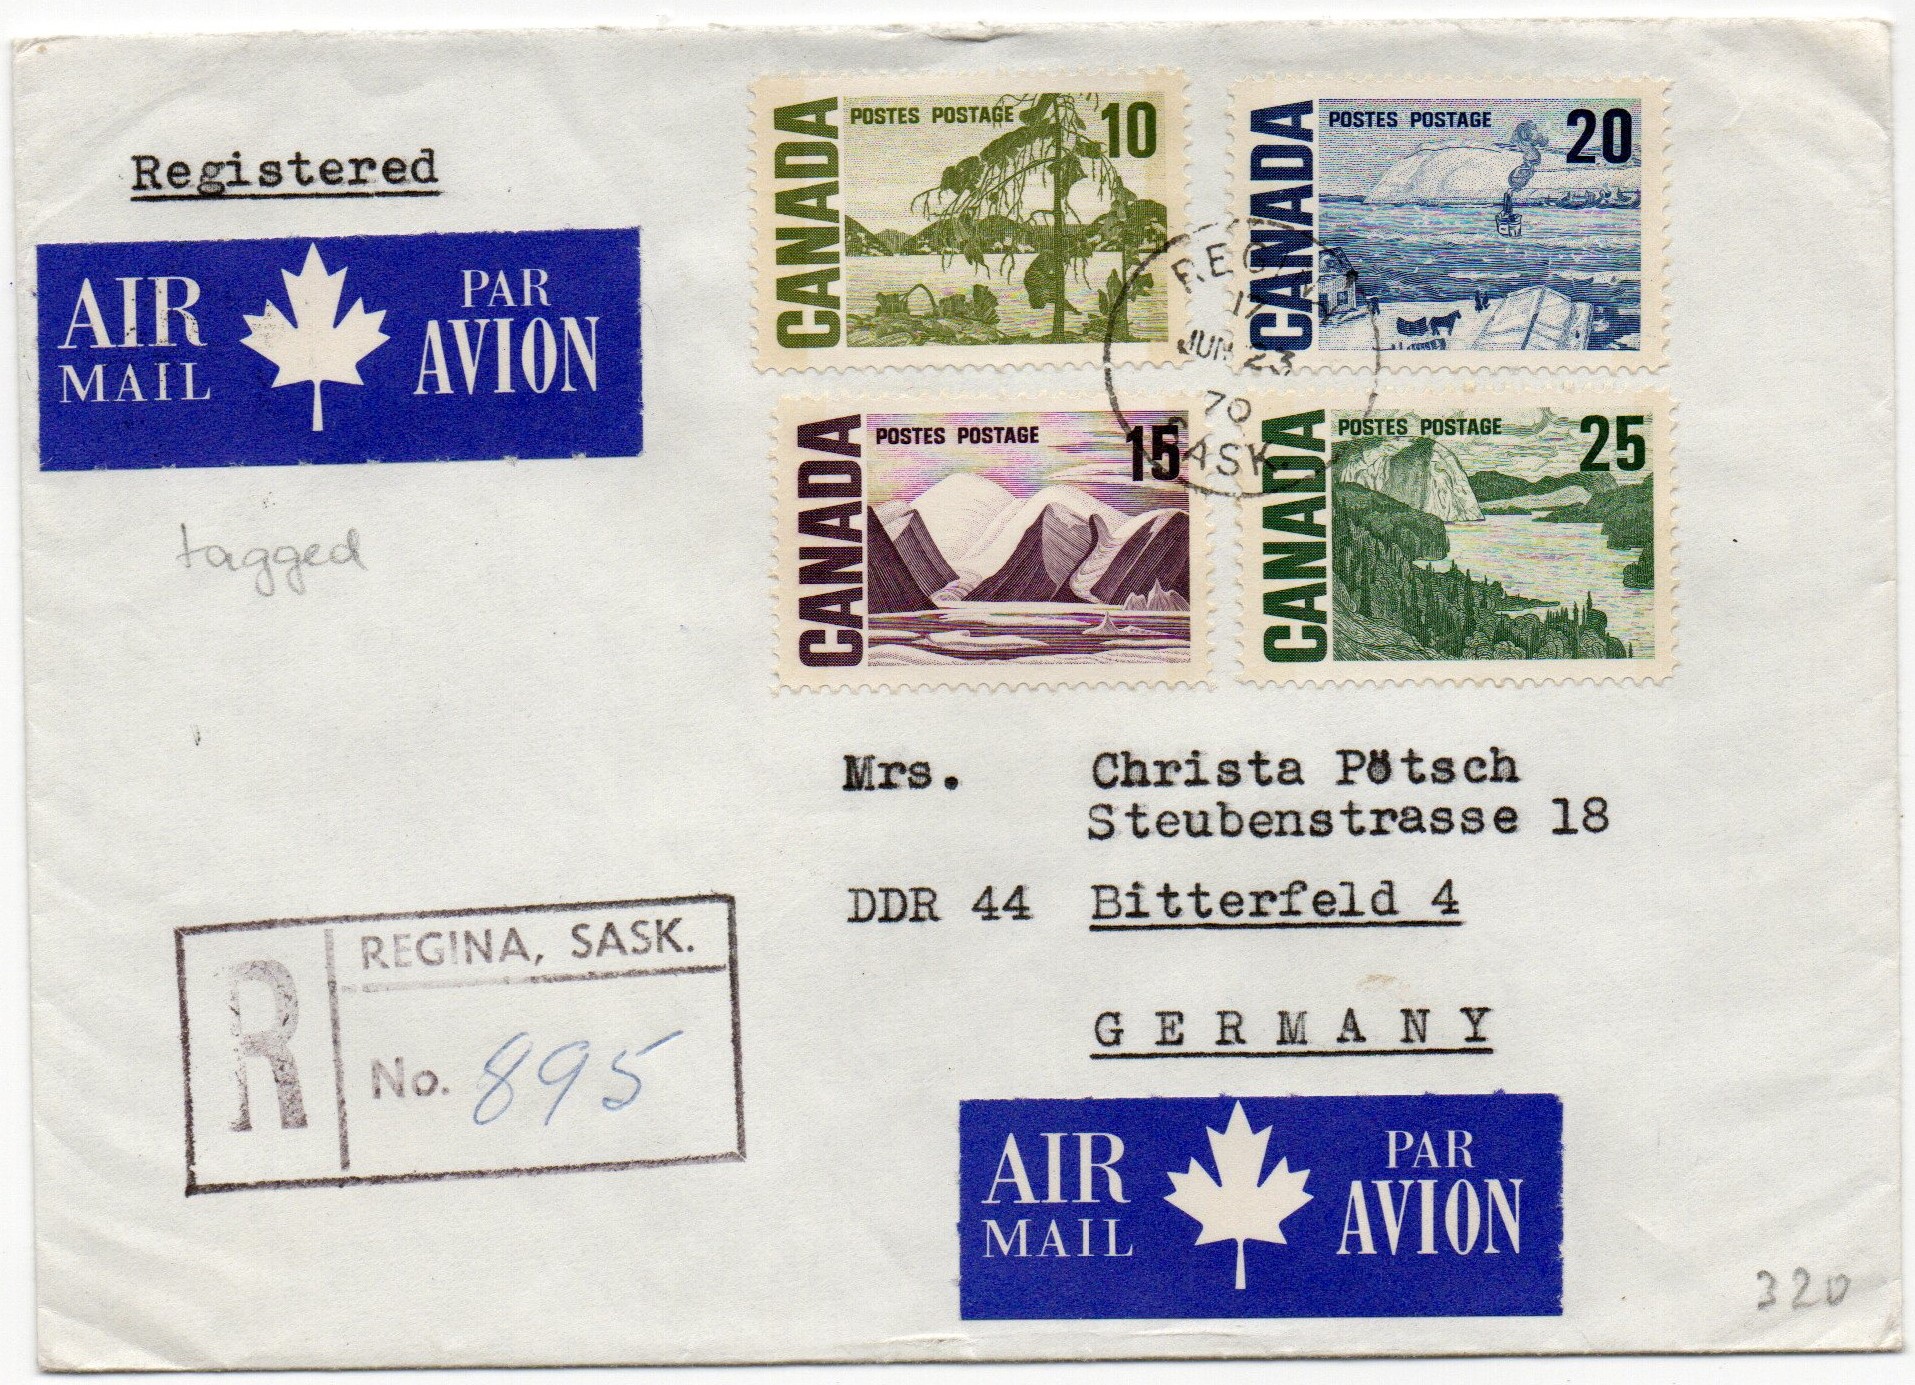 Registered
AIR MAIL PAR AVION
tagged
CANADA POSTES POSTAGE 10
CANADA POSTES POSTAGE 20
CANADA POSTES POSTAGE 15
CANADA POSTES POSTAGE 25
17
JUN 23
70
SASK
Mrs. Christa Pötsch
Steubenstrasse 18
DDR 44 Bitterfeld 4
GERMANY
R REGINA, SASK.
No. 895
AIR MAIL PAR AVION
320